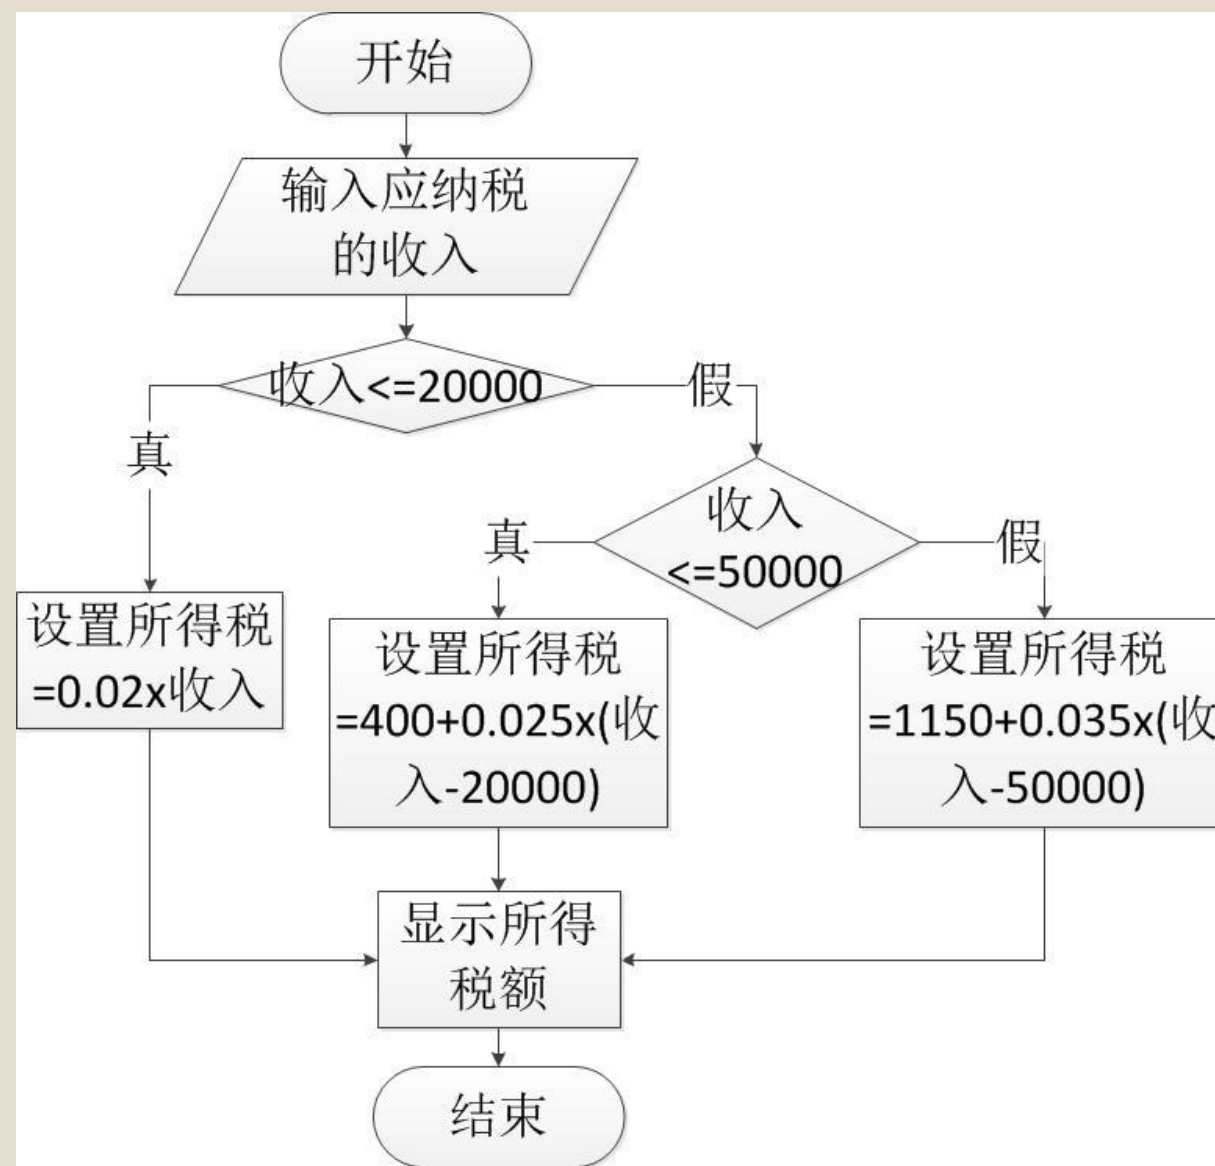 开始
输入应纳税
的收入
收入<=20000
真
假
收入
<=50000
真
假
设置所得税
=0.02x收入
设置所得税
=400+0.025x(收
入-20000)
设置所得税
=1150+0.035x(收
入-50000)
显示所得
税额
结束